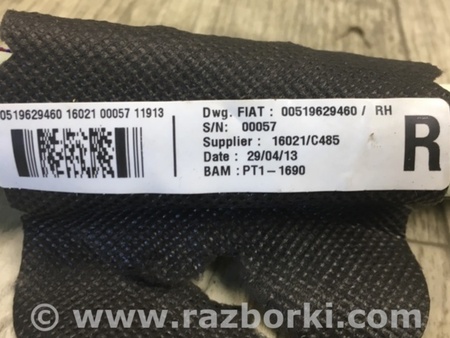 00519629460 16021 00057 11913
Dwg. FIAT : 00519629460 / RH
S/N: 00057
Supplier : 16021/C485
Date : 29/04/13
BAM : PT1-1690
R
© www.razborki.com